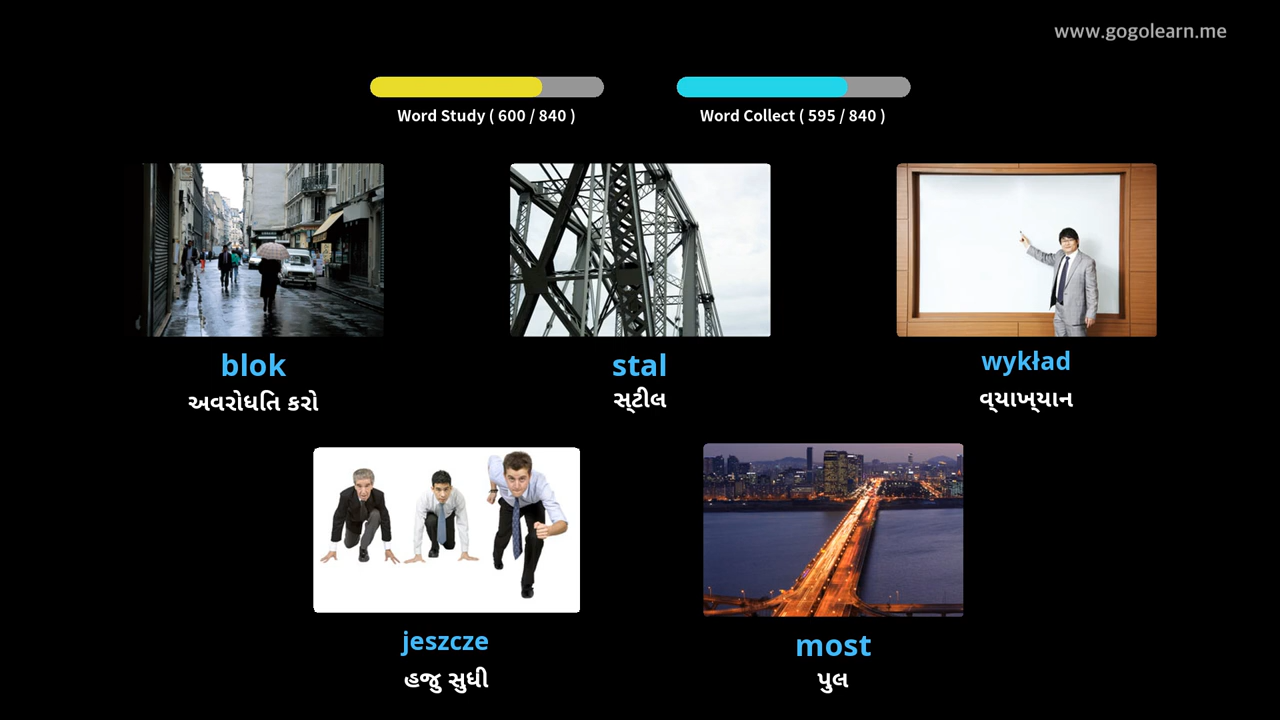 www.gogolearn.me
Word Study ( 600 / 840 )
Word Collect ( 595 / 840 )
blok
અવરોધતિ કરો
stal
સ્ટીલ
wykład
વ્યાખ્યાન
jeszcze
હજુ સુધી
most
પુલ